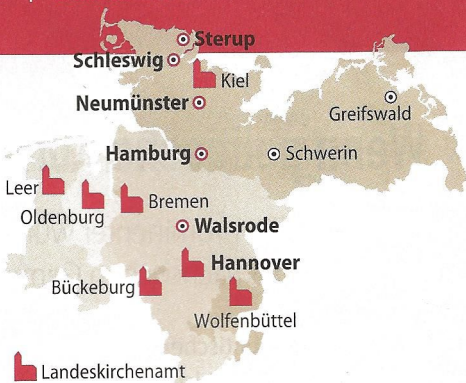 Sterup
Schleswig
Kiel
Neumünster
Greifswald
Hamburg
Schwerin
Leer
Oldenburg
Bremen
Walsrode
Hannover
Bückeburg
Wolfenbüttel
Landeskirchenamt